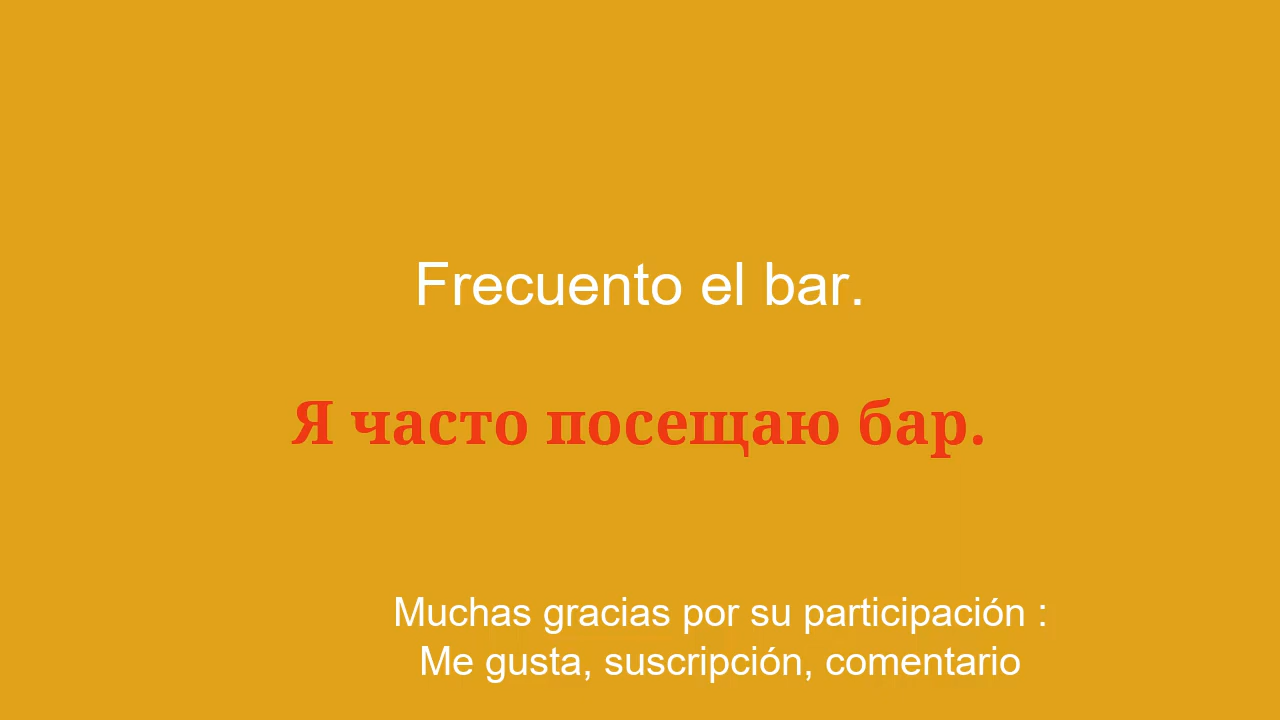 Frecuento el bar.
Я часто посещаю бар.
Muchas gracias por su participación :
Me gusta, suscripción, comentario